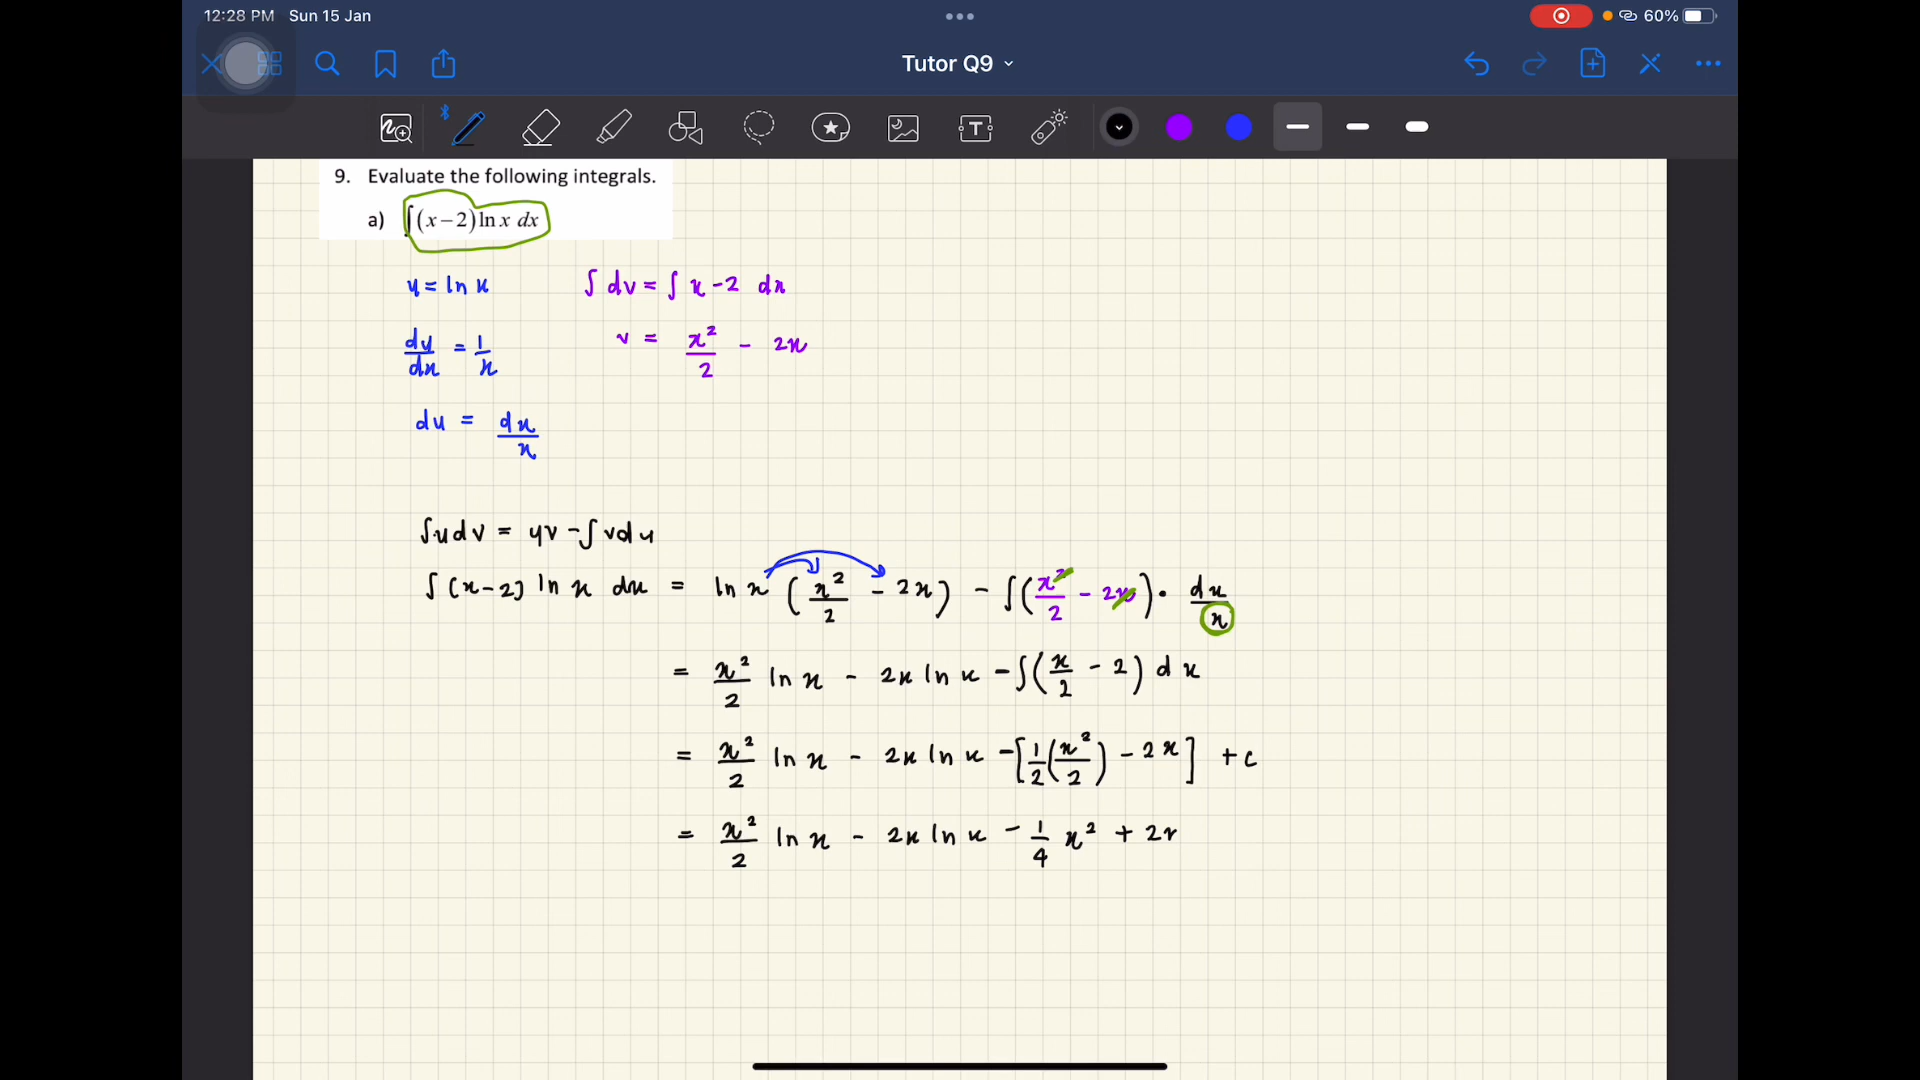 12:28 PM Sun 15 Jan 60%
Tutor Q9
9. Evaluate the following integrals.
a) ∫(x−2)ln x dx
u = ln x ∫ dv = ∫ x −2 dx
du/dx = 1/x v = x²/2 − 2x
du = dx/x
∫udv = uv −∫ vdu
∫(x−2) ln x dx = ln x (x²/2 − 2x) − ∫(x²/2 − 2x) • dx/x
= x²/2 ln x − 2x ln x −∫(x/2 − 2) dx
= x²/2 ln x − 2x ln x −[1/2(x²/2) − 2x] + c
= x²/2 ln x − 2x ln x − 1/4 x² + 2